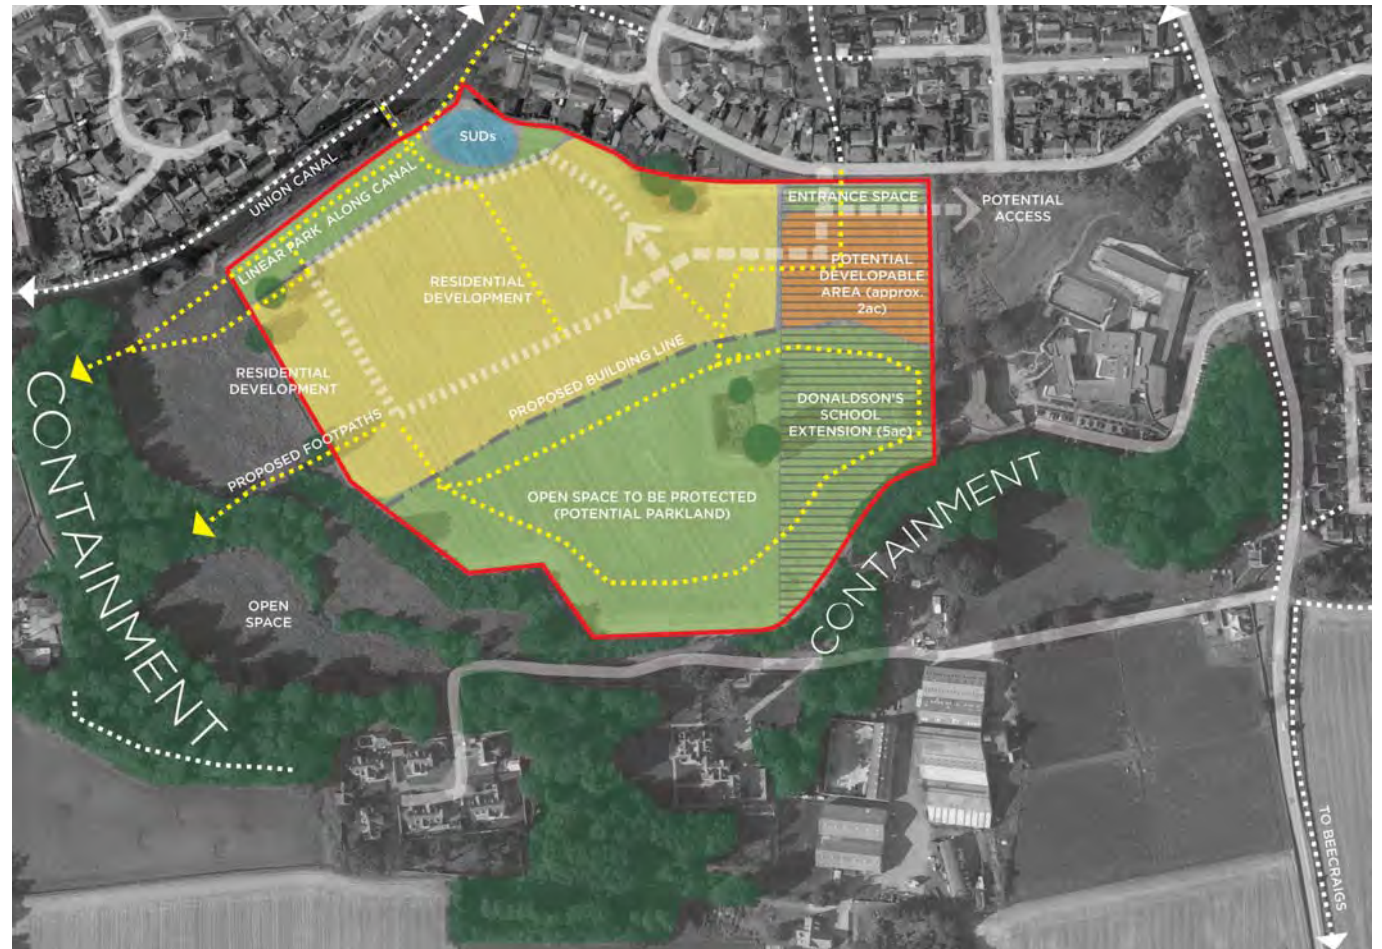 SUDs
UNION CANAL
LINEAR PARK ALONG CANAL
ENTRANCE SPACE
POTENTIAL
ACCESS
RESIDENTIAL
DEVELOPMENT
POTENTIAL
DEVELOPABLE
AREA (approx.
2ac)
RESIDENTIAL
DEVELOPMENT
PROPOSED BUILDING LINE
DONALDSON'S
SCHOOL
EXTENSION (5ac)
PROPOSED FOOTPATHS
CONTAINMENT
OPEN SPACE TO BE PROTECTED
(POTENTIAL PARKLAND)
CONTAINMENT
OPEN
SPACE
TO BEECRAIGS